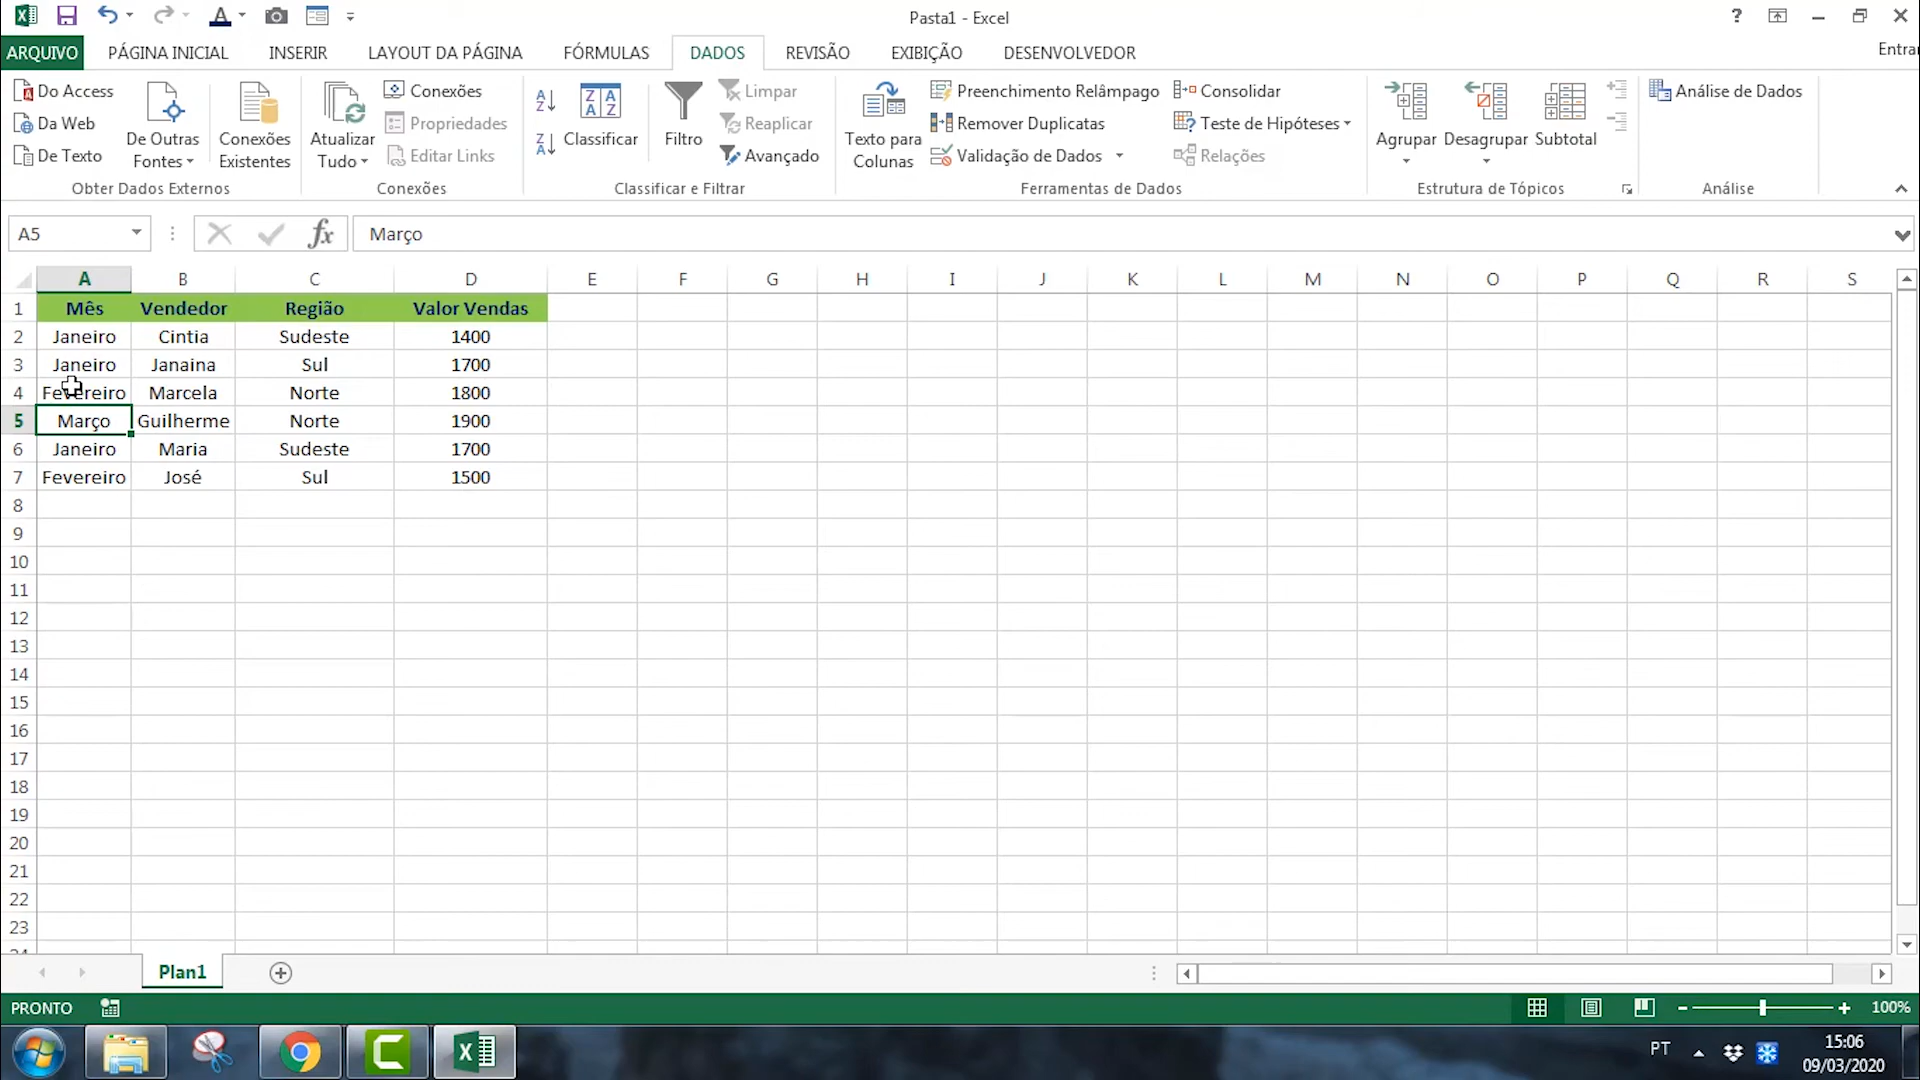 Pasta1 - Excel
?
Entrar
ARQUIVO PÁGINA INICIAL INSERIR LAYOUT DA PÁGINA FÓRMULAS DADOS REVISÃO EXIBIÇÃO DESENVOLVEDOR
Do Access
Da Web
De Texto
De Outras
Fontes
Conexões
Existentes
Obter Dados Externos
Atualizar
Tudo
Conexões
Propriedades
Editar Links
Conexões
Classificar
Filtro
Limpar
Reaplicar
Avançado
Classificar e Filtrar
Texto para
Colunas
Preenchimento Relâmpago
Remover Duplicatas
Validação de Dados
Consolidar
Teste de Hipóteses
Relações
Ferramentas de Dados
Agrupar
Desagrupar
Subtotal
Estrutura de Tópicos
Análise de Dados
Análise
A5 fx Março
A B C D E F G H I J K L M N O P Q R S
1 Mês Vendedor Região Valor Vendas
2 Janeiro Cintia Sudeste 1400
3 Janeiro Janaina Sul 1700
4 Fevereiro Marcela Norte 1800
5 Março Guilherme Norte 1900
6 Janeiro Maria Sudeste 1700
7 Fevereiro José Sul 1500
8
9
10
11
12
13
14
15
16
17
18
19
20
21
22
23
Plan1
PRONTO 100%
PT 15:06
09/03/2020